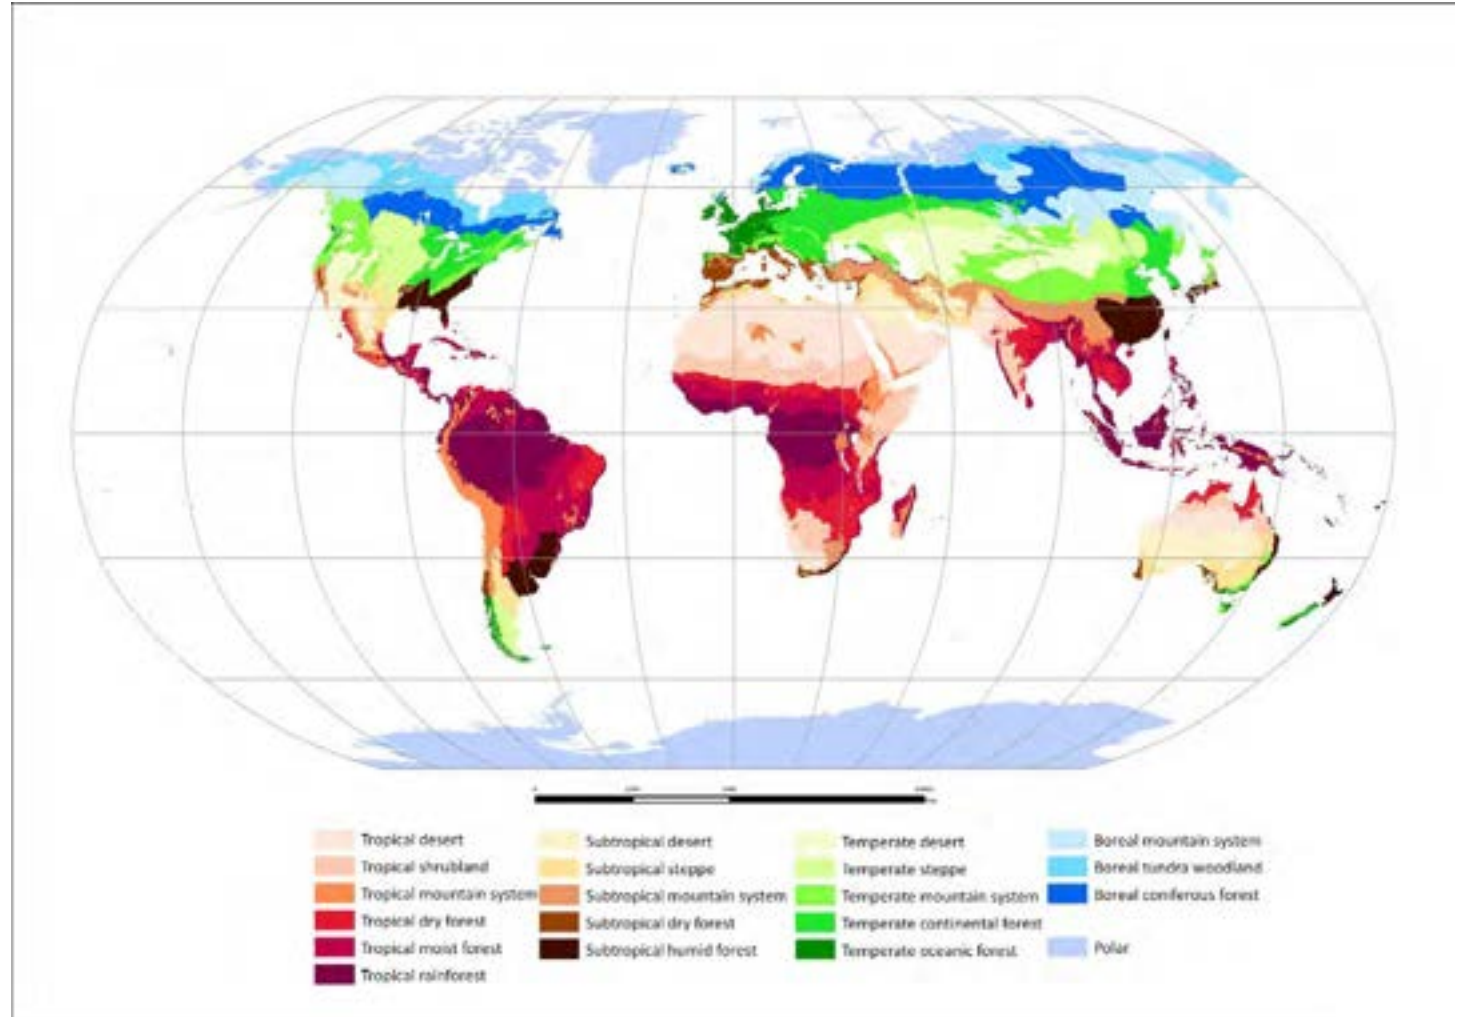 Tropical desert
Tropical shrubland
Tropical mountain system
Tropical dry forest
Tropical moist forest
Tropical rainforest
Subtropical desert
Subtropical steppe
Subtropical mountain system
Subtropical dry forest
Subtropical humid forest
Temperate desert
Temperate steppe
Temperate mountain system
Temperate continental forest
Temperate oceanic forest
Boreal mountain system
Boreal tundra woodland
Boreal coniferous forest
Polar